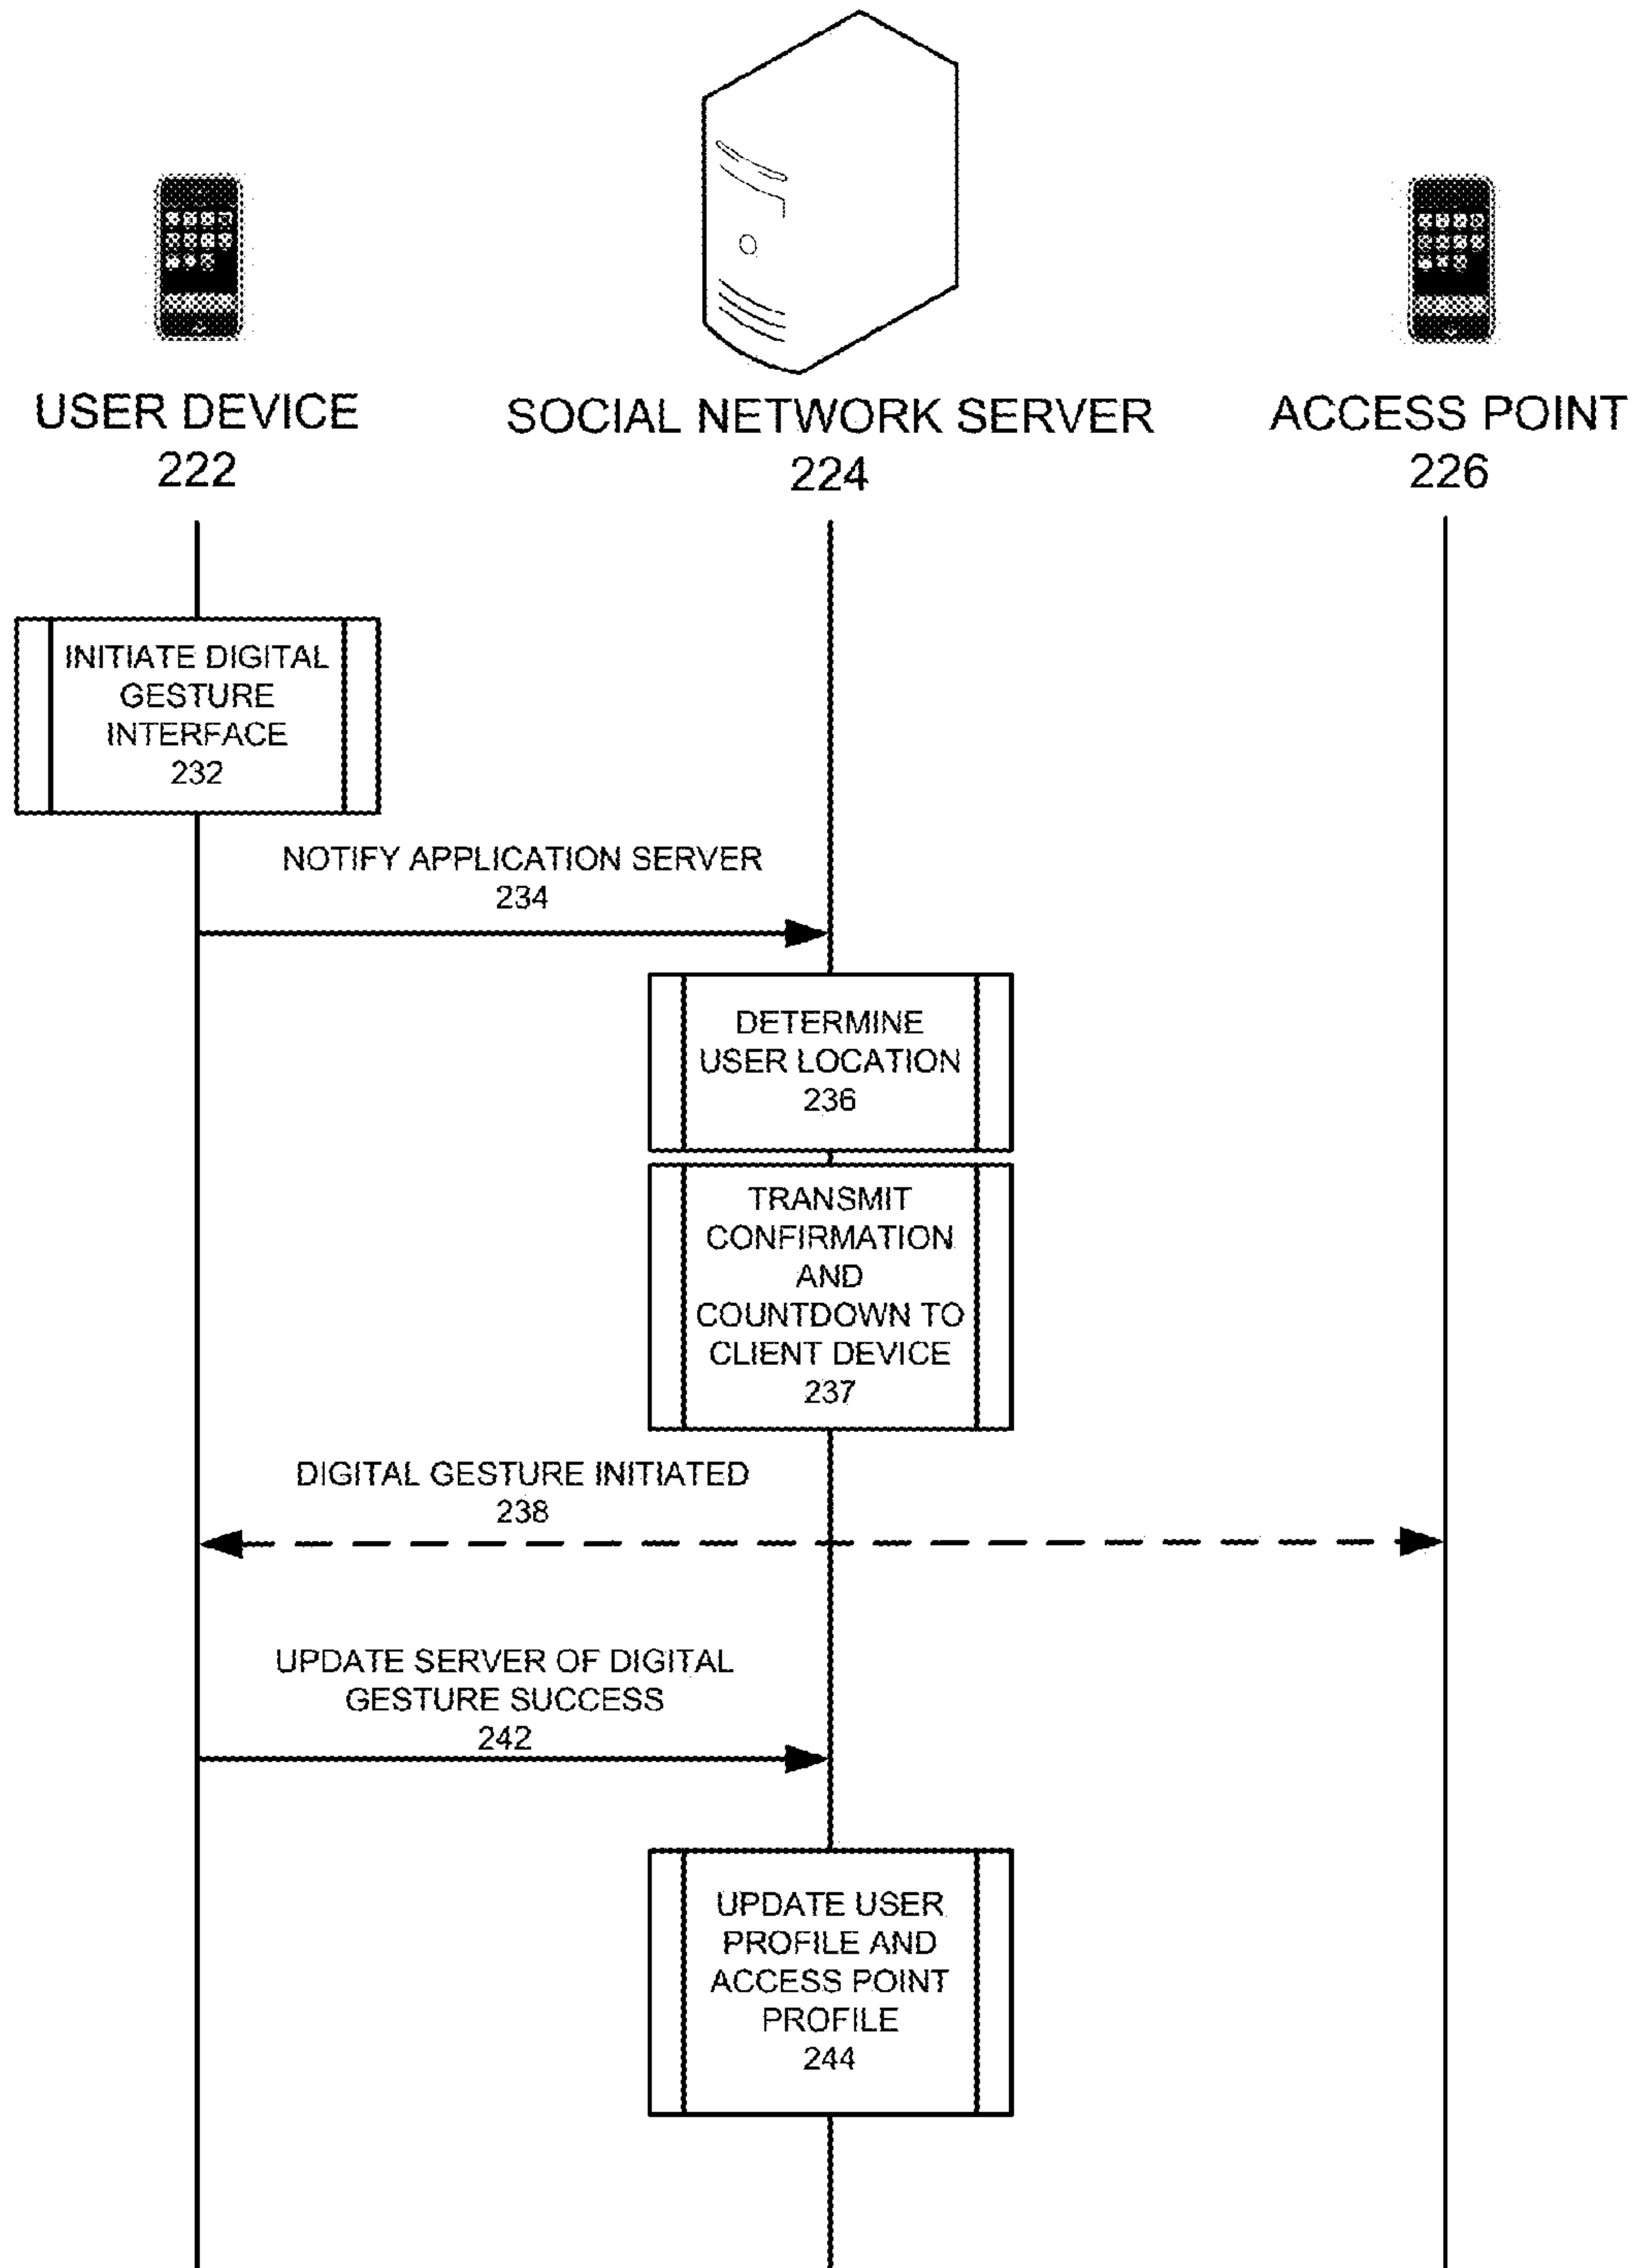 USER DEVICE
222
SOCIAL NETWORK SERVER
224
ACCESS POINT
226
INITIATE DIGITAL
GESTURE
INTERFACE
232
NOTIFY APPLICATION SERVER
234
DETERMINE
USER LOCATION
236
TRANSMIT
CONFIRMATION
AND
COUNTDOWN TO
CLIENT DEVICE
237
DIGITAL GESTURE INITIATED
238
UPDATE SERVER OF DIGITAL
GESTURE SUCCESS
242
UPDATE USER
PROFILE AND
ACCESS POINT
PROFILE
244